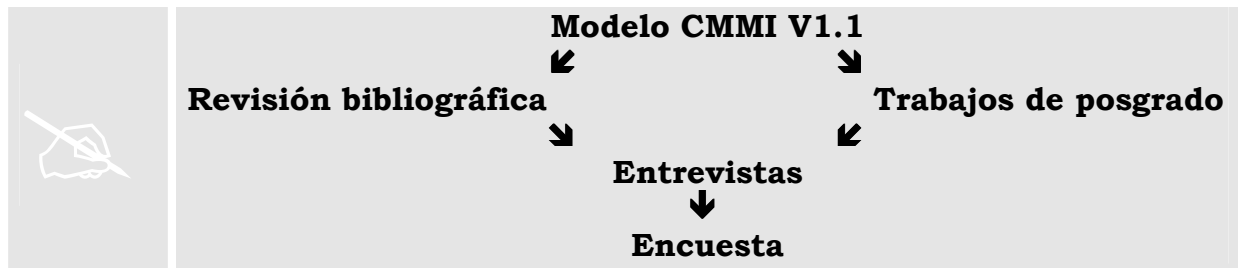 Modelo CMMI V1.1
Revisión bibliográfica Trabajos de posgrado
Entrevistas
Encuesta